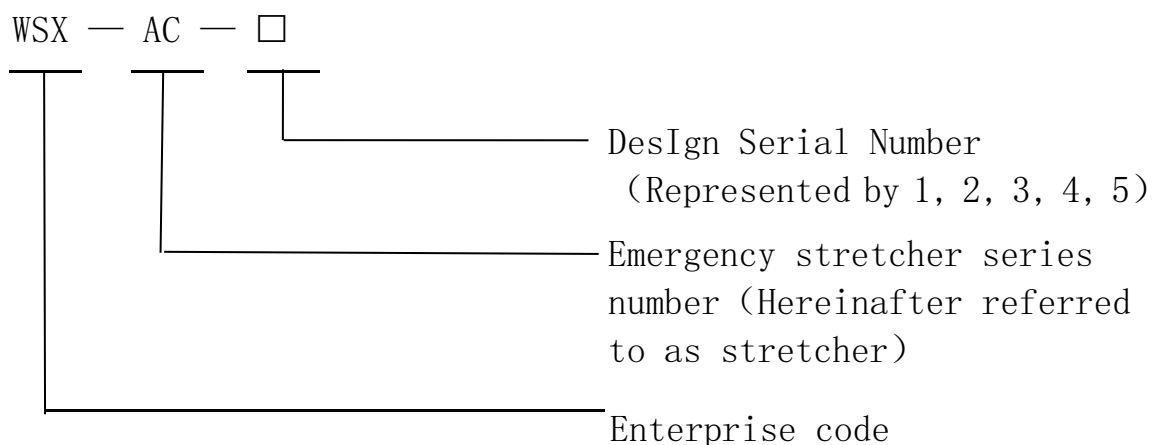 WSX — AC — □
DesIgn Serial Number
（Represented by 1, 2, 3, 4, 5）
Emergency stretcher series
number（Hereinafter referred
to as stretcher）
Enterprise code